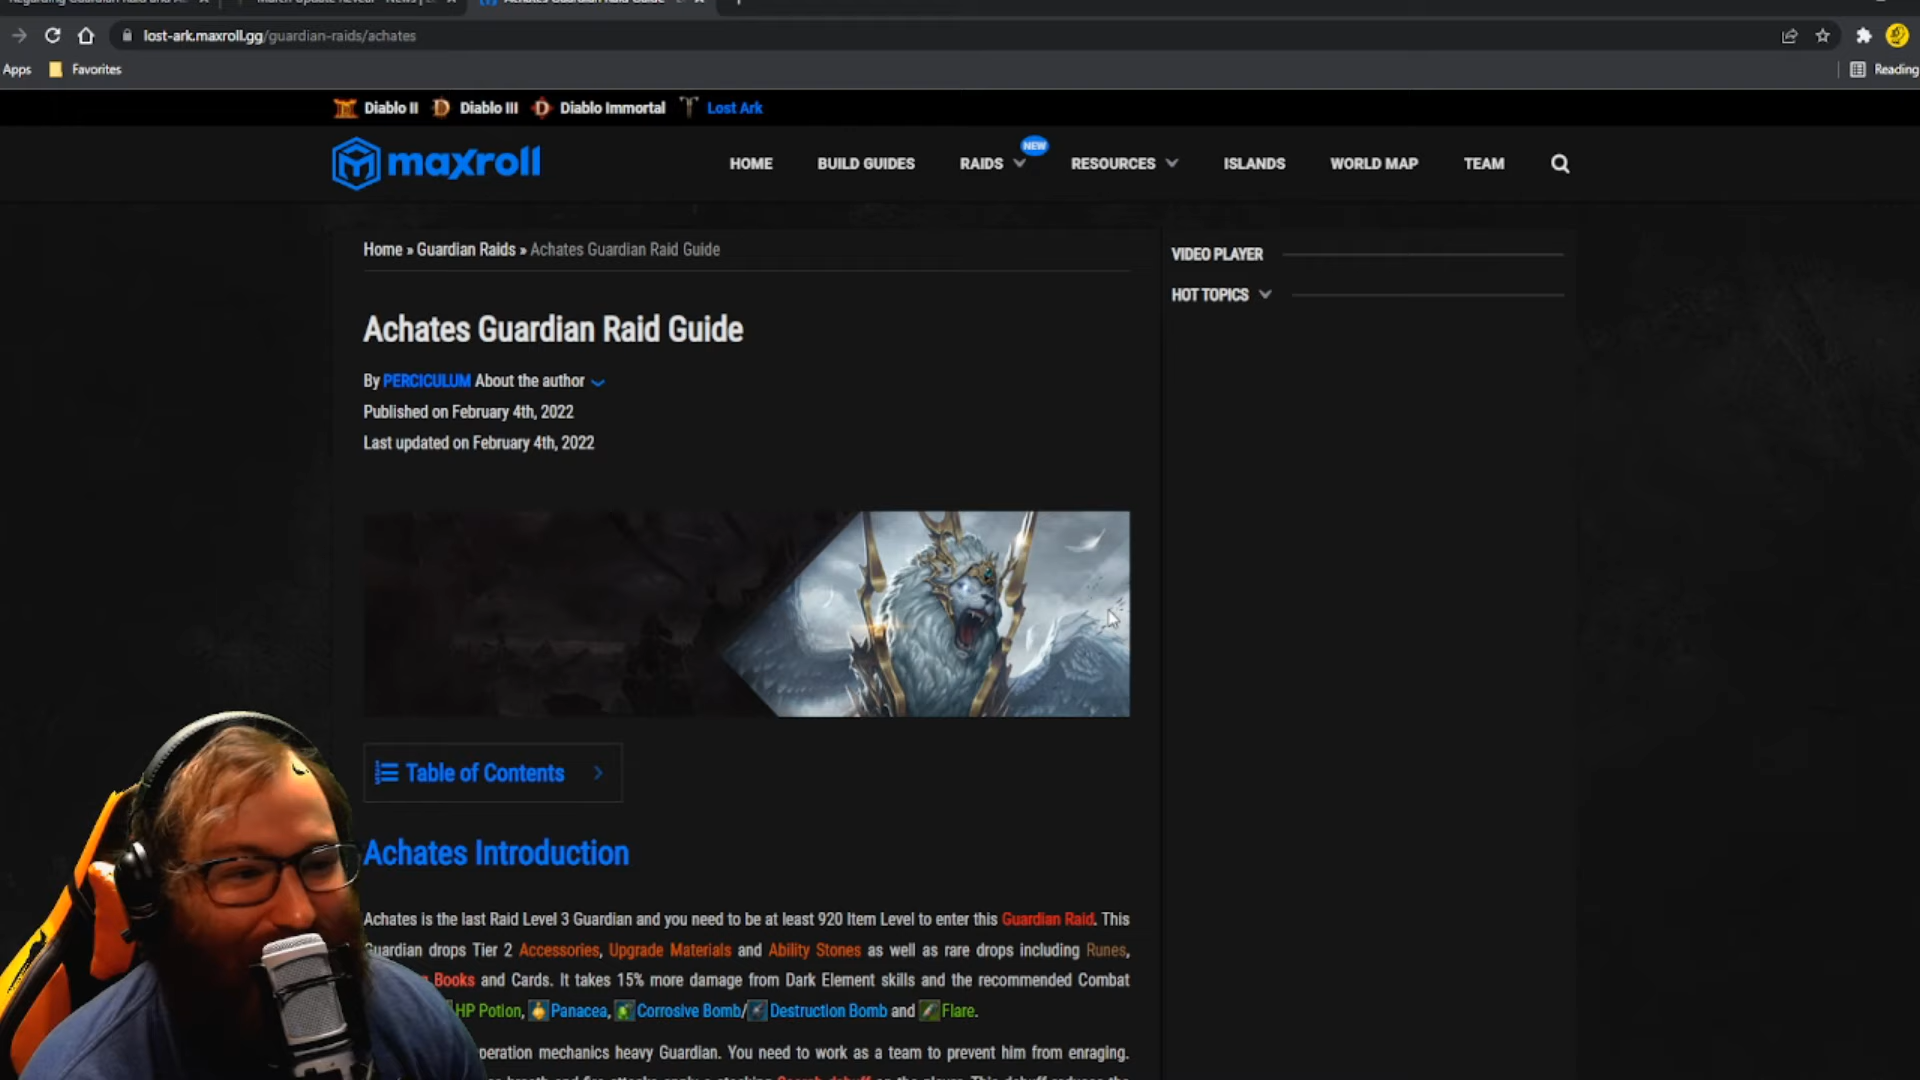 lost-ark.maxroll.gg/guardian-raids/achates
Apps Favorites Reading
Diablo II Diablo III Diablo Immortal Lost Ark
maxroll HOME BUILD GUIDES RAIDS NEW RESOURCES ISLANDS WORLD MAP TEAM
Home » Guardian Raids » Achates Guardian Raid Guide
VIDEO PLAYER
HOT TOPICS
Achates Guardian Raid Guide
By PERCICULUM About the author
Published on February 4th, 2022
Last updated on February 4th, 2022
Table of Contents
Achates Introduction
Achates is the last Raid Level 3 Guardian and you need to be at least 920 Item Level to enter this Guardian Raid. This
Guardian drops Tier 2 Accessories, Upgrade Materials and Ability Stones as well as rare drops including Runes,
Books and Cards. It takes 15% more damage from Dark Element skills and the recommended Combat
HP Potion, Panacea, Corrosive Bomb/ Destruction Bomb and Flare.
mechanics heavy Guardian. You need to work as a team to prevent him from enraging.